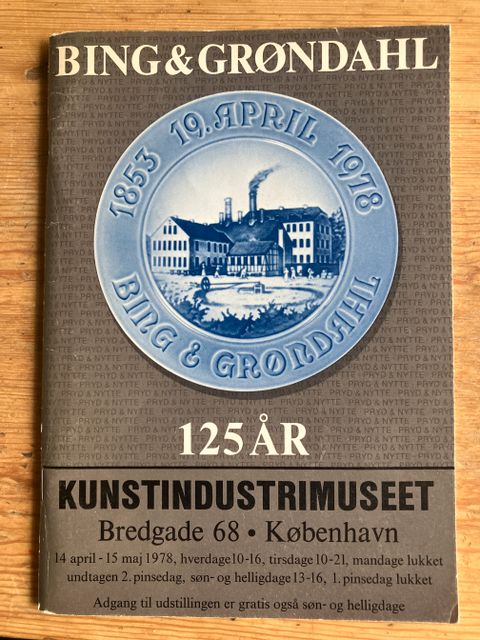 BING & GRØNDAHL
1853 19. APRIL 1978
BING & GRØNDAHL
125 ÅR
KUNSTINDUSTRIMUSEET
Bredgade 68 • København
14 april - 15 maj 1978, hverdage 10-16, tirsdage 10-21, mandage lukket
undtagen 2. pinsedag, søn- og helligdage 13-16, 1. pinsedag lukket
Adgang til udstillingen er gratis også søn- og helligdage
PRYD & NYTTE